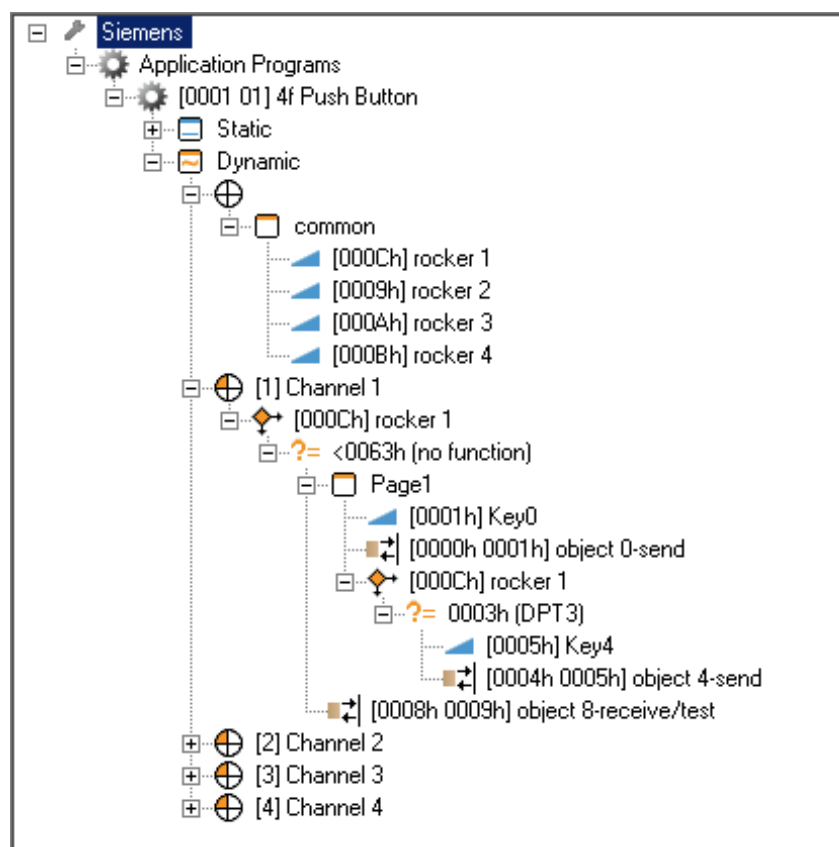 Siemens
Application Programs
[0001 01] 4f Push Button
Static
Dynamic
common
[000Ch] rocker 1
[0009h] rocker 2
[000Ah] rocker 3
[000Bh] rocker 4
[1] Channel 1
[000Ch] rocker 1
?= <0063h (no function)
Page1
[0001h] Key0
[0000h 0001h] object 0-send
[000Ch] rocker 1
?= 0003h (DPT3)
[0005h] Key4
[0004h 0005h] object 4-send
[0008h 0009h] object 8-receive/test
[2] Channel 2
[3] Channel 3
[4] Channel 4